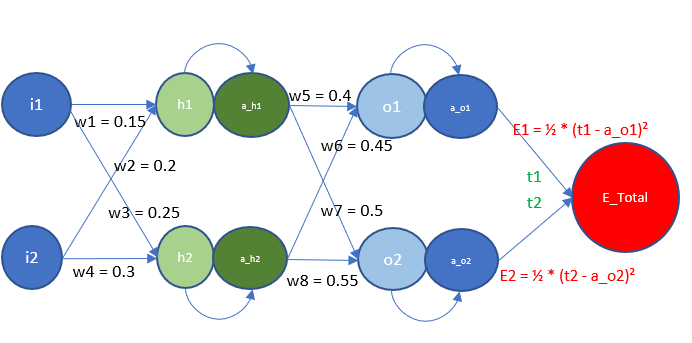 i1
h1
a_h1
w5 = 0.4
o1
a_o1
w1 = 0.15
E1 = ½ * (t1 - a_o1)²
w6 = 0.45
w2 = 0.2
t1
E_Total
t2
w3 = 0.25
w7 = 0.5
i2
h2
a_h2
o2
a_o2
w4 = 0.3
w8 = 0.55
E2 = ½ * (t2 - a_o2)²